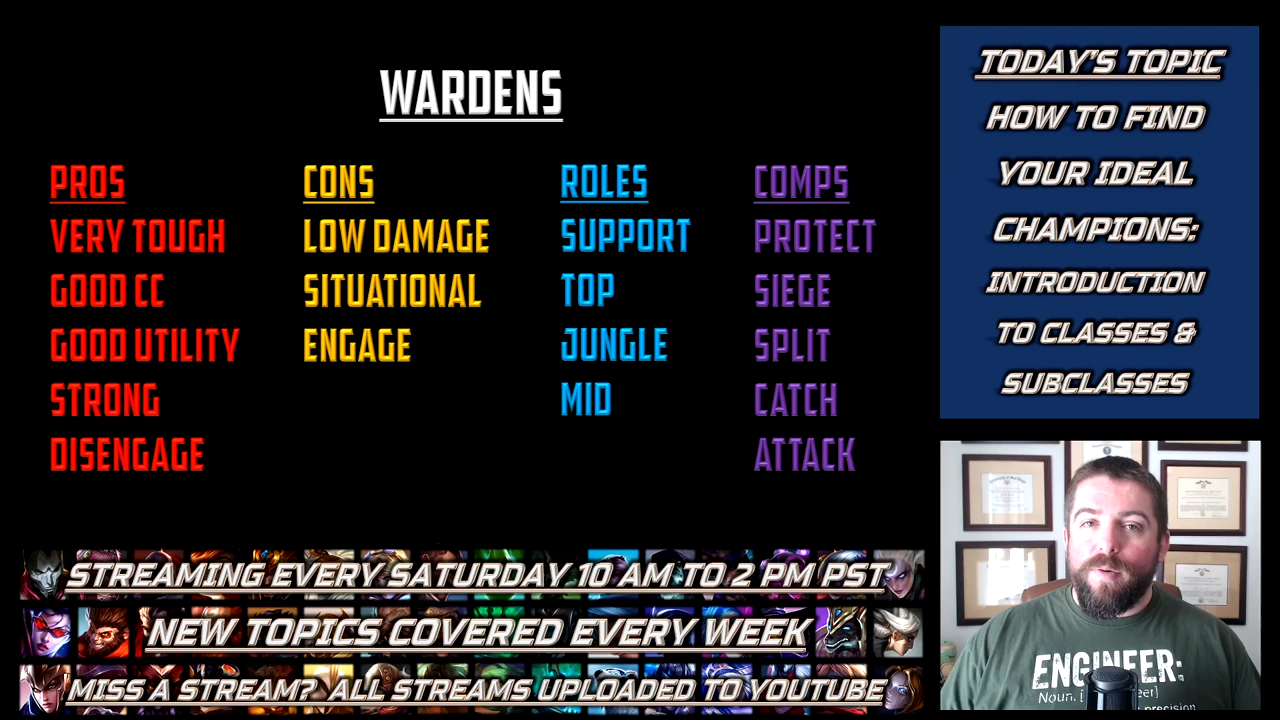 WARDENS
PROS
VERY TOUGH
GOOD CC
GOOD UTILITY
STRONG
DISENGAGE
CONS
LOW DAMAGE
SITUATIONAL
ENGAGE
ROLES
SUPPORT
TOP
JUNGLE
MID
COMPS
PROTECT
SIEGE
SPLIT
CATCH
ATTACK
TODAY'S TOPIC
HOW TO FIND
YOUR IDEAL
CHAMPIONS:
INTRODUCTION
TO CLASSES &
SUBCLASSES
STREAMING EVERY SATURDAY 10 AM TO 2 PM PST
NEW TOPICS COVERED EVERY WEEK
MISS A STREAM? ALL STREAMS UPLOADED TO YOUTUBE
ENGINEER:
Noun. [
precision